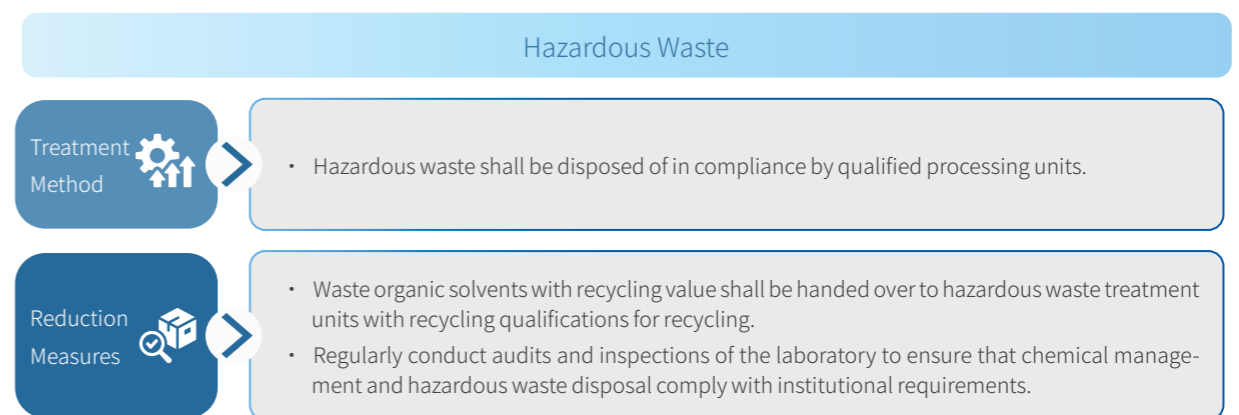 Hazardous Waste
Treatment
Method
• Hazardous waste shall be disposed of in compliance by qualified processing units.
Reduction
Measures
• Waste organic solvents with recycling value shall be handed over to hazardous waste treatment
units with recycling qualifications for recycling.
• Regularly conduct audits and inspections of the laboratory to ensure that chemical manage-
ment and hazardous waste disposal comply with institutional requirements.